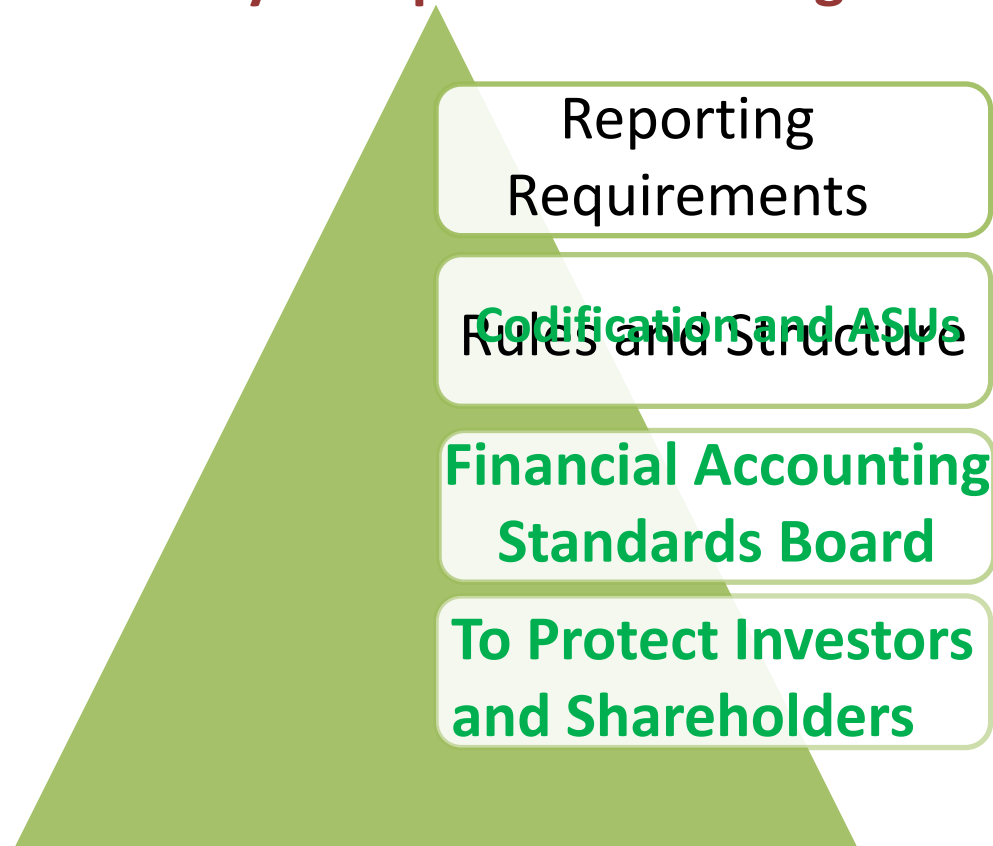 Reporting
Requirements
Codification and ASUs
Rules and Structure
Financial Accounting
Standards Board
To Protect Investors
and Shareholders